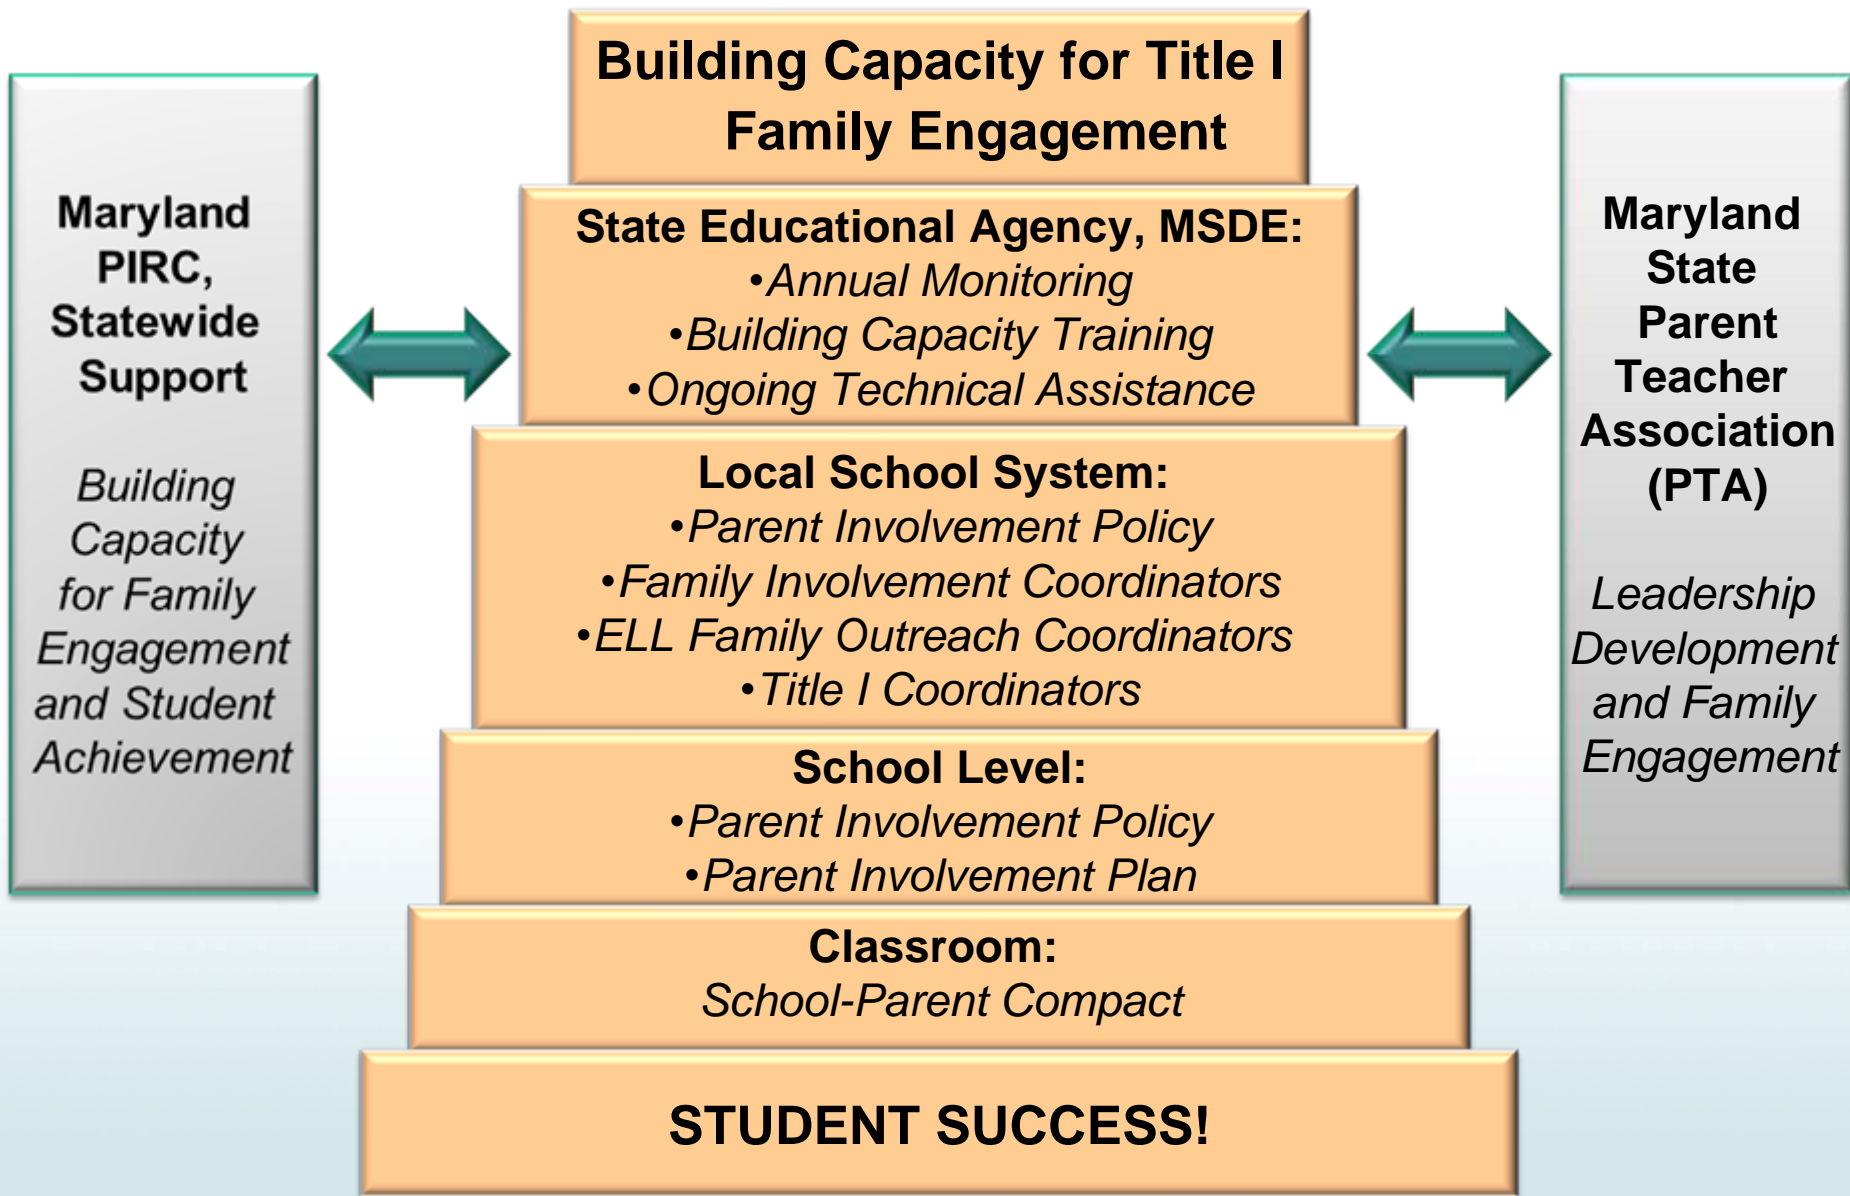 Building Capacity for Title I
Family Engagement
Maryland
PIRC,
Statewide
Support
Building
Capacity
for Family
Engagement
and Student
Achievement
State Educational Agency, MSDE:
•Annual Monitoring
•Building Capacity Training
•Ongoing Technical Assistance
Local School System:
•Parent Involvement Policy
•Family Involvement Coordinators
•ELL Family Outreach Coordinators
•Title I Coordinators
School Level:
•Parent Involvement Policy
•Parent Involvement Plan
Classroom:
School-Parent Compact
STUDENT SUCCESS!
Maryland
State
Parent
Teacher
Association
(PTA)
Leadership
Development
and Family
Engagement